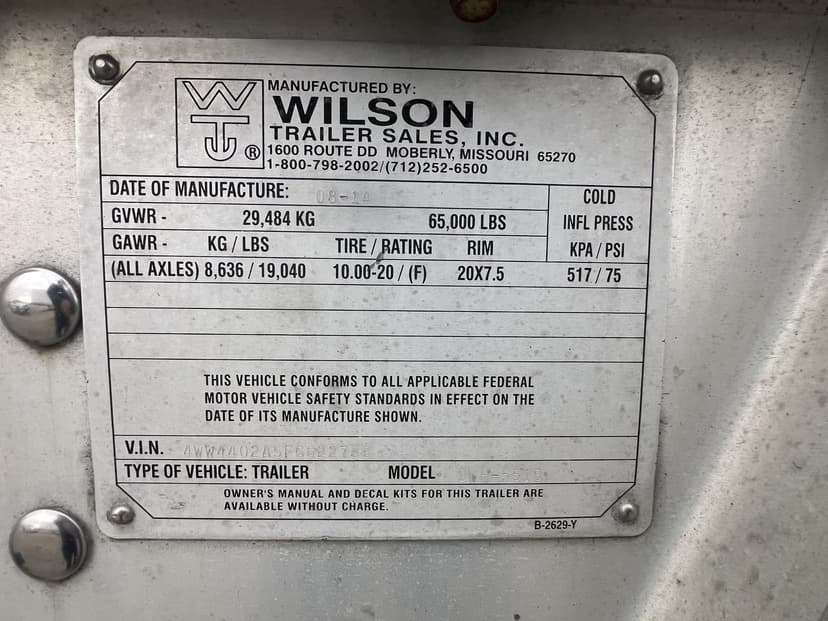 WT
®
MANUFACTURED BY:
WILSON
TRAILER SALES, INC.
1600 ROUTE DD MOBERLY, MISSOURI 65270
1-800-798-2002/(712)252-6500
DATE OF MANUFACTURE: 08-14
COLD
GVWR - 29,484 KG 65,000 LBS
INFL PRESS
GAWR - KG / LBS TIRE / RATING RIM KPA / PSI
(ALL AXLES) 8,636 / 19,040 10.00-20 / (F) 20X7.5 517 / 75
THIS VEHICLE CONFORMS TO ALL APPLICABLE FEDERAL
MOTOR VEHICLE SAFETY STANDARDS IN EFFECT ON THE
DATE OF ITS MANUFACTURE SHOWN.
V.I.N.
TYPE OF VEHICLE: TRAILER MODEL
OWNER'S MANUAL AND DECAL KITS FOR THIS TRAILER ARE
AVAILABLE WITHOUT CHARGE.
B-2629-Y